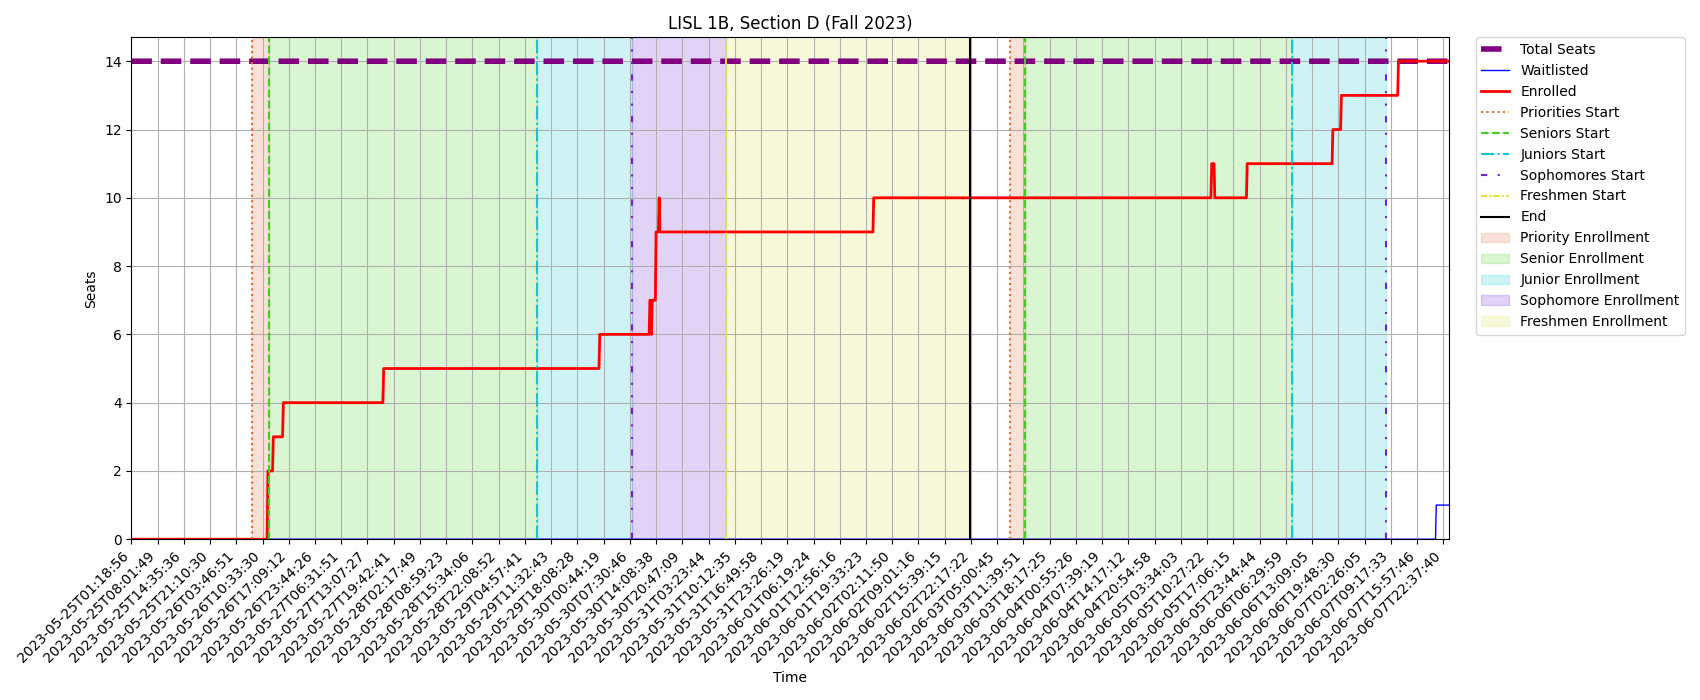 LISL 1B, Section D (Fall 2023)
14
12
10
8
6
4
2
0
Seats
2023-05-25T01:18:56
2023-05-25T08:01:49
2023-05-25T14:35:36
2023-05-25T21:10:30
2023-05-26T03:46:51
2023-05-26T10:33:30
2023-05-26T17:09:12
2023-05-26T23:44:26
2023-05-27T06:31:51
2023-05-27T13:07:27
2023-05-27T19:42:41
2023-05-28T02:17:49
2023-05-28T08:59:23
2023-05-28T15:34:06
2023-05-28T22:08:52
2023-05-29T04:57:41
2023-05-29T11:32:43
2023-05-29T18:08:28
2023-05-30T00:44:19
2023-05-30T07:30:46
2023-05-30T14:08:38
2023-05-30T20:47:09
2023-05-31T03:23:44
2023-05-31T10:12:35
2023-05-31T16:49:58
2023-05-31T23:26:19
2023-06-01T06:19:24
2023-06-01T12:56:16
2023-06-01T19:33:23
2023-06-02T02:11:50
2023-06-02T09:01:16
2023-06-02T15:39:15
2023-06-02T22:17:22
2023-06-03T05:00:45
2023-06-03T11:39:51
2023-06-03T18:17:25
2023-06-04T00:55:26
2023-06-04T07:39:19
2023-06-04T14:17:12
2023-06-04T20:54:58
2023-06-05T03:34:03
2023-06-05T10:27:22
2023-06-05T17:06:15
2023-06-05T23:44:44
2023-06-06T06:29:59
2023-06-06T13:09:05
2023-06-06T19:48:30
2023-06-07T02:26:05
2023-06-07T09:17:33
2023-06-07T15:57:46
2023-06-07T22:37:40
Time
Total Seats
Waitlisted
Enrolled
Priorities Start
Seniors Start
Juniors Start
Sophomores Start
Freshmen Start
End
Priority Enrollment
Senior Enrollment
Junior Enrollment
Sophomore Enrollment
Freshmen Enrollment